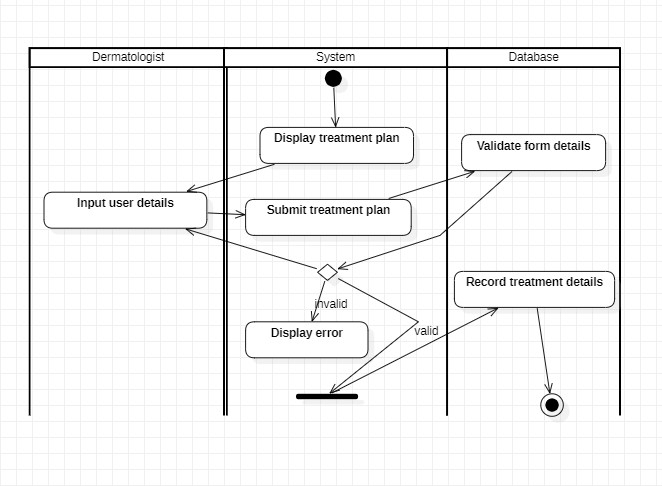 Dermatologist
System
Database
Display treatment plan
Validate form details
Input user details
Submit treatment plan
Record treatment details
invalid
Display error
valid